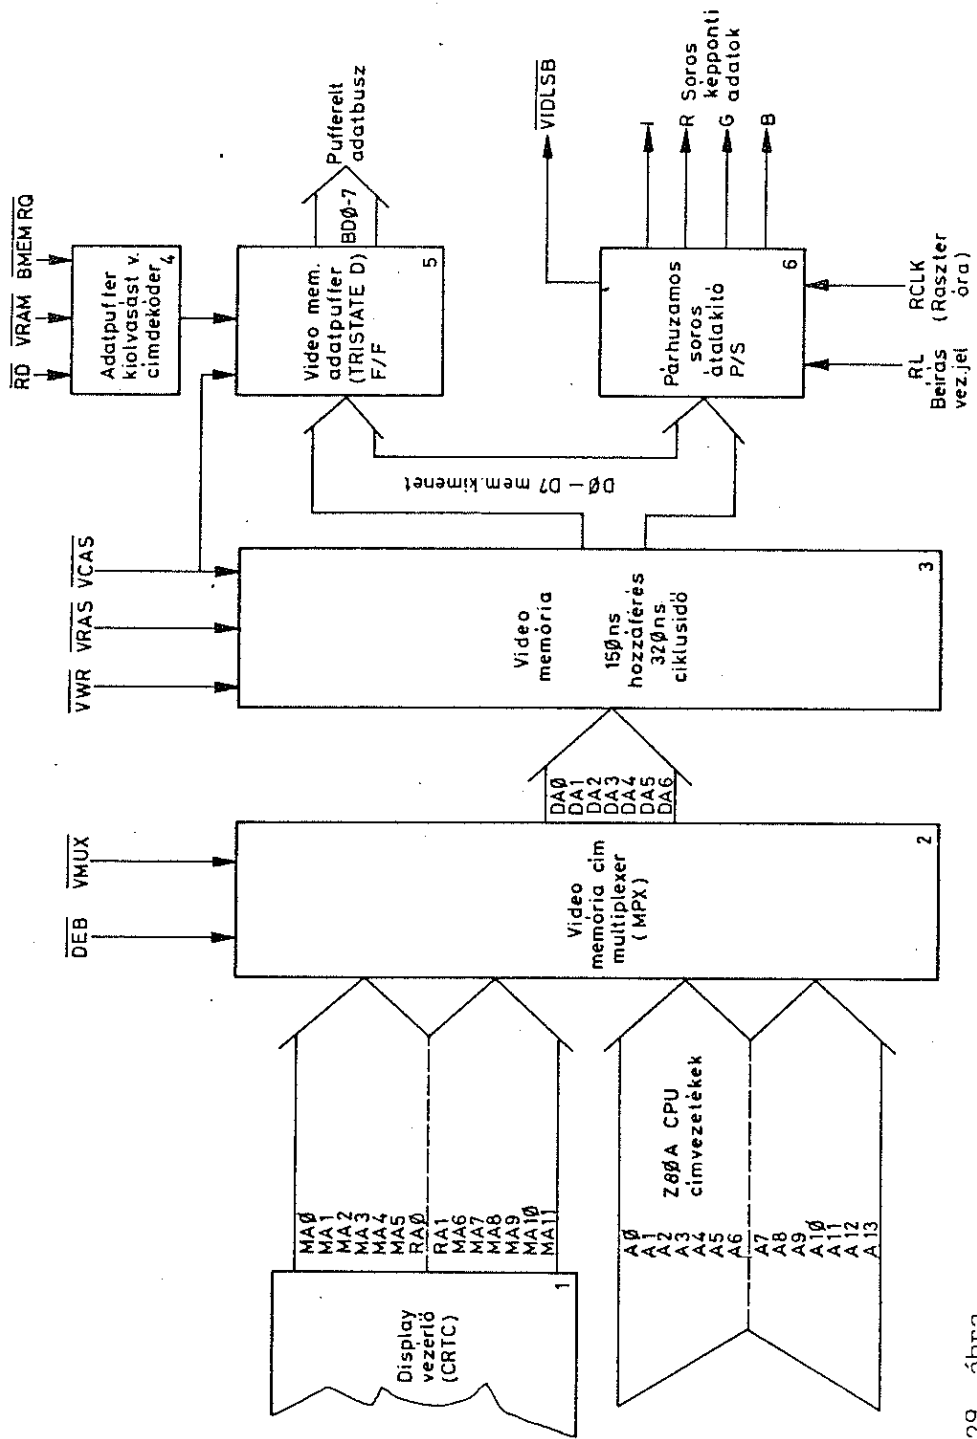 Display
vezérlő
(CRTC)
1
MAØ
MA1
MA2
MA3
MA4
MA5
RAØ
RA1
MA6
MA7
MA8
MA9
MA1Ø
MA11
Z8ØA CPU
címvezetékek
AØ
A1
A2
A3
A4
A5
A6
A7
A8
A9
A1Ø
A11
A12
A13
DEB
VMUX
Video
memória cím
multiplexer
(MPX)
2
DAØ
DA1
DA2
DA3
DA4
DA5
DA6
VWR
VRAS
VCAS
Video
memória
15Øns
hozzáférés
32Øns
ciklusidő
3
DØ – D7 mem.kimenet
RD
VRAM
BMEMRQ
Adatpuffer
kiolvasást v.
címdekóder
4
Video mem.
adatpuffer
(TRISTATE D)
F/F
5
BDØ-7
Pufferelt
adatbusz
Párhuzamos
soros
átalakító
P/S
6
VIDLSB
I
R
G
B
Soros
képponti
adatok
RL
Beírás
vez.jel
RCLK
(Raszter
óra)
29. ábra